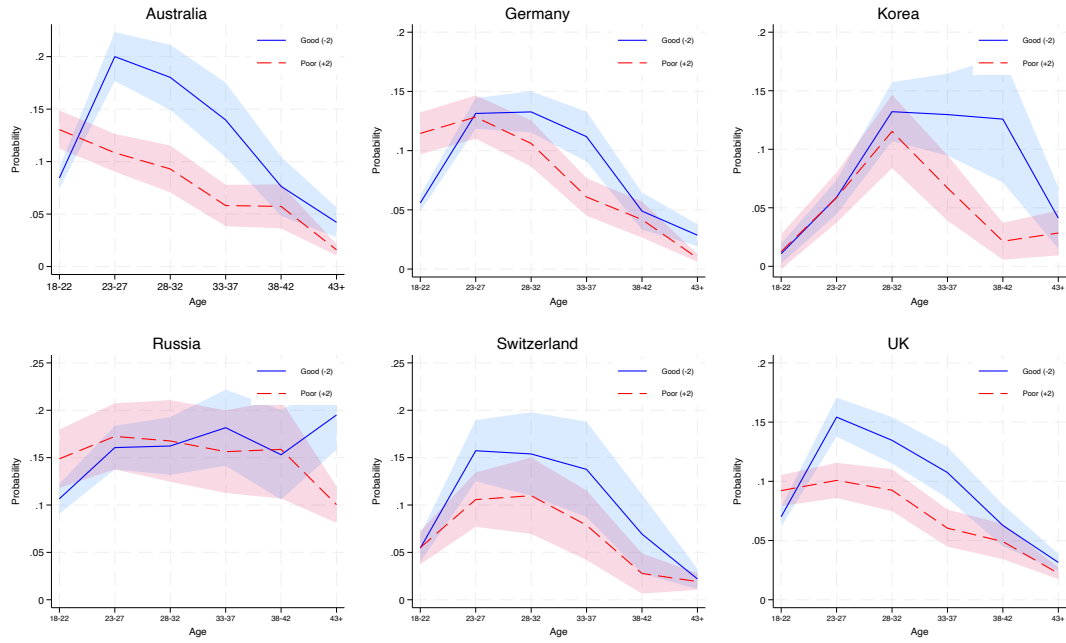 Australia
Good (-2)
Poor (+2)
.2
.15
.1
.05
0
Probability
18-22
23-27
28-32
33-37
38-42
43+
Age
Germany
Good (-2)
Poor (+2)
.2
.15
.1
.05
0
Probability
18-22
23-27
28-32
33-37
38-42
43+
Age
Korea
Good (-2)
Poor (+2)
.2
.15
.1
.05
0
Probability
18-22
23-27
28-32
33-37
38-42
43+
Age
Russia
Good (-2)
Poor (+2)
.25
.2
.15
.1
.05
0
Probability
18-22
23-27
28-32
33-37
38-42
43+
Age
Switzerland
Good (-2)
Poor (+2)
.25
.2
.15
.1
.05
0
Probability
18-22
23-27
28-32
33-37
38-42
43+
Age
UK
Good (-2)
Poor (+2)
.2
.15
.1
.05
0
Probability
18-22
23-27
28-32
33-37
38-42
43+
Age